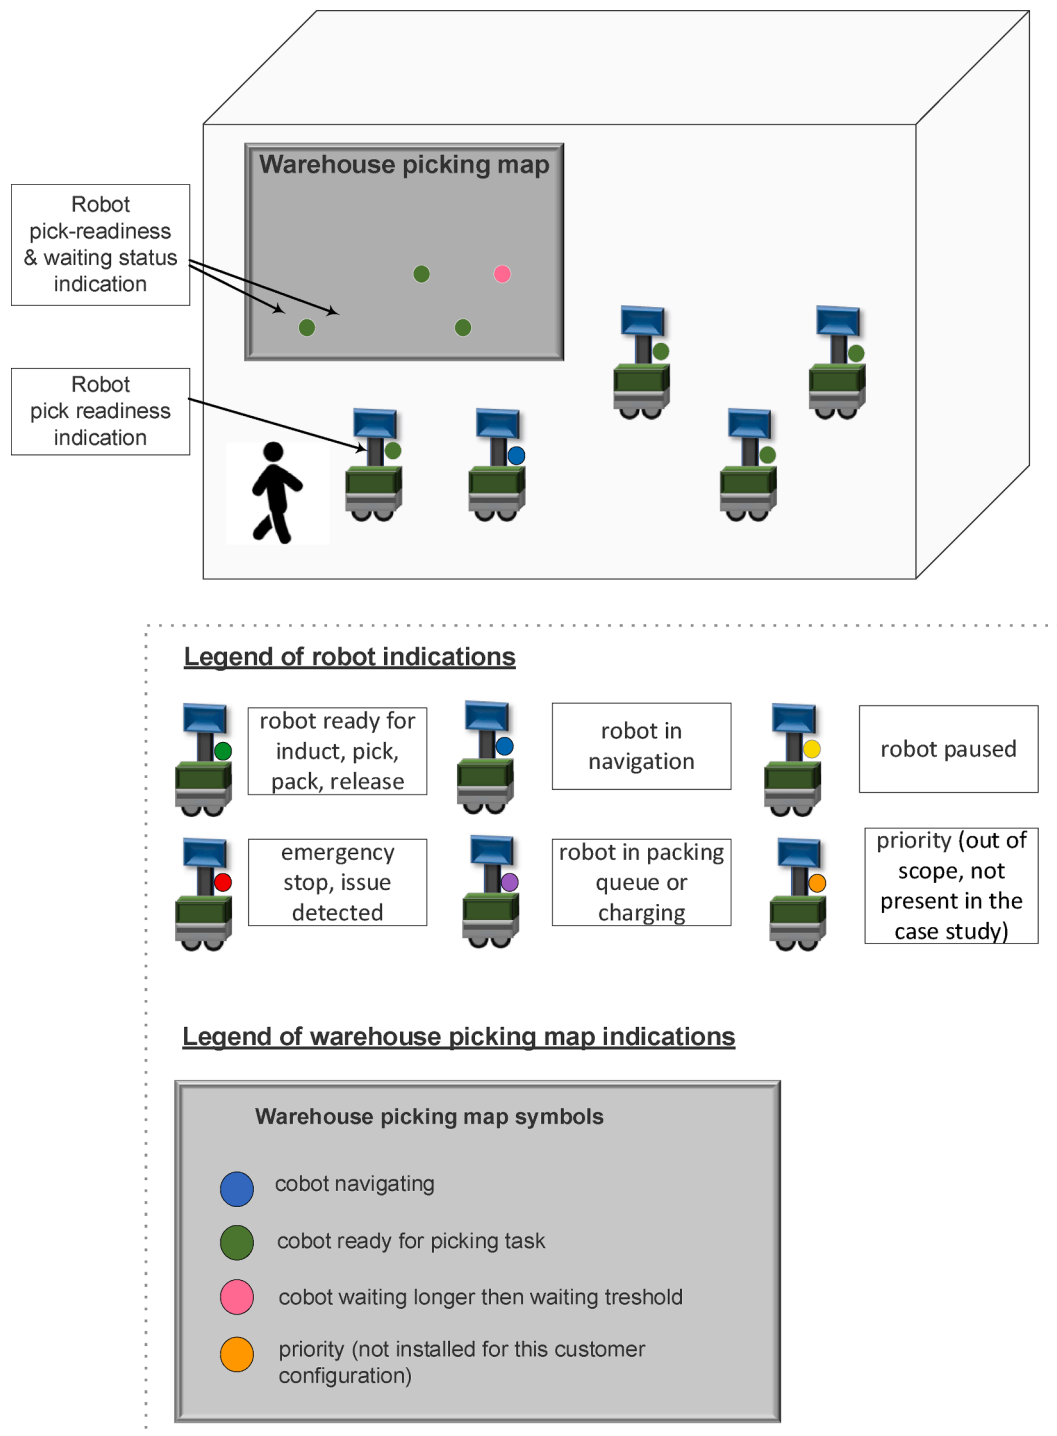 Warehouse picking map
Robot
pick-readiness
& waiting status
indication
Robot
pick readiness
indication
Legend of robot indications
robot ready for
induct, pick,
pack, release
robot in
navigation
robot paused
emergency
stop, issue
detected
robot in packing
queue or
charging
priority (out of
scope, not
present in the
case study)
Legend of warehouse picking map indications
Warehouse picking map symbols
cobot navigating
cobot ready for picking task
cobot waiting longer then waiting treshold
priority (not installed for this customer
configuration)